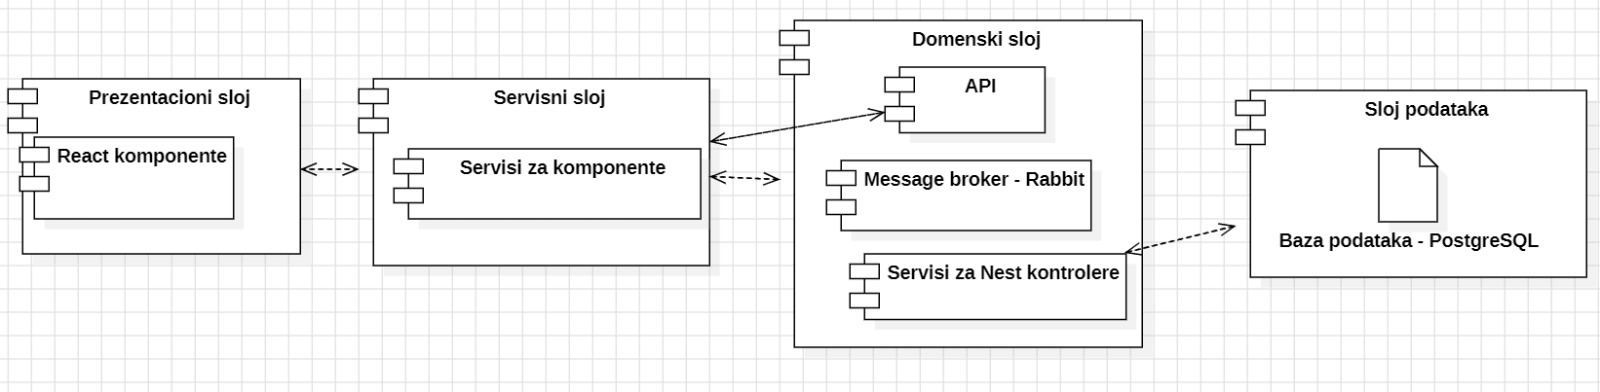 Prezentacioni sloj
React komponente
Servisni sloj
Servisi za komponente
Domenski sloj
API
Message broker - Rabbit
Servisi za Nest kontrolere
Sloj podataka
Baza podataka - PostgreSQL